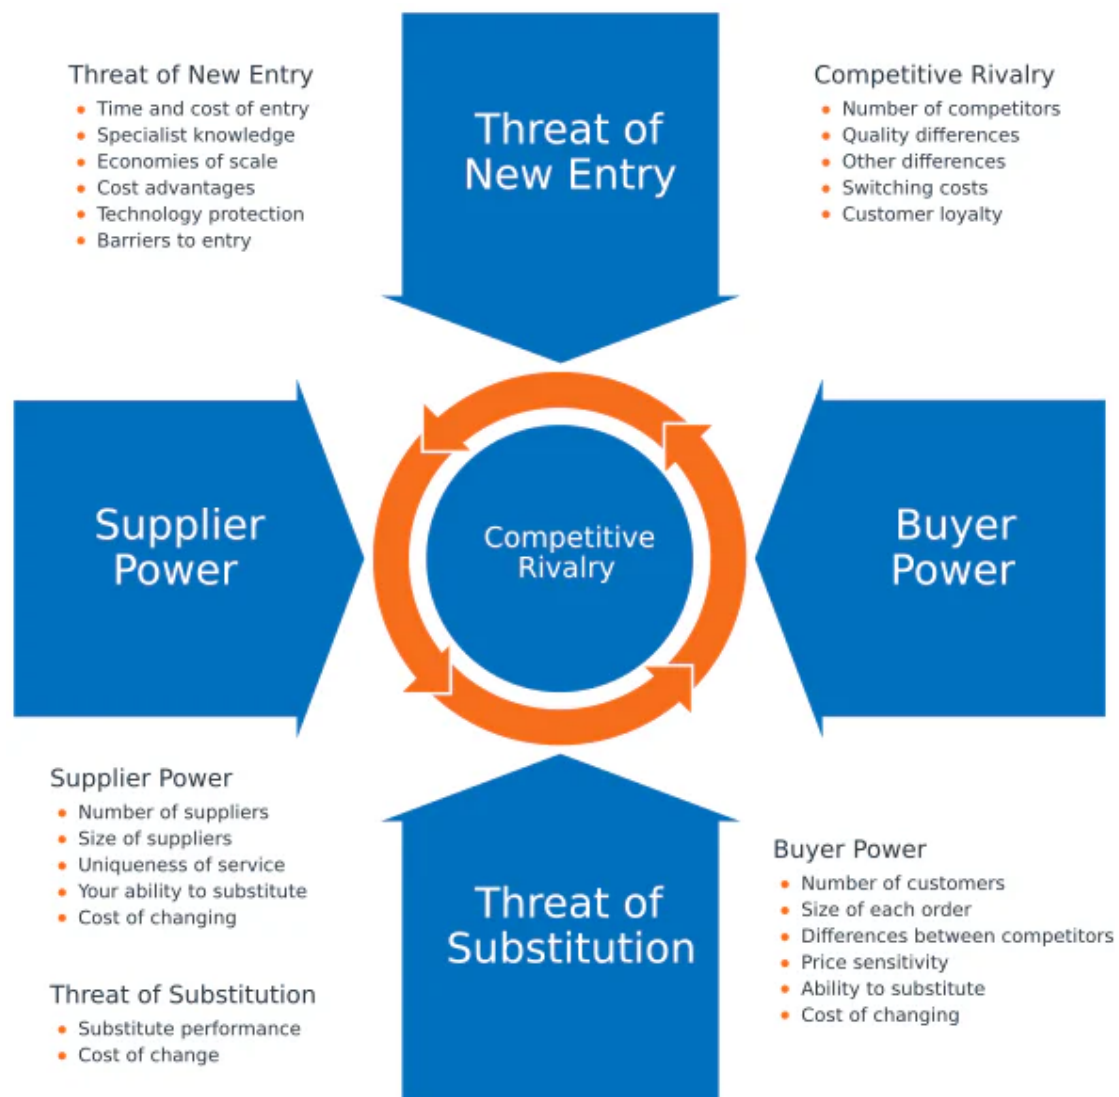 Threat of New Entry
Time and cost of entry
Specialist knowledge
Economies of scale
Cost advantages
Technology protection
Barriers to entry
Threat of
New Entry
Competitive Rivalry
Number of competitors
Quality differences
Other differences
Switching costs
Customer loyalty
Supplier
Power
Competitive
Rivalry
Buyer
Power
Supplier Power
Number of suppliers
Size of suppliers
Uniqueness of service
Your ability to substitute
Cost of changing
Threat of Substitution
Substitute performance
Cost of change
Threat of
Substitution
Buyer Power
Number of customers
Size of each order
Differences between competitors
Price sensitivity
Ability to substitute
Cost of changing